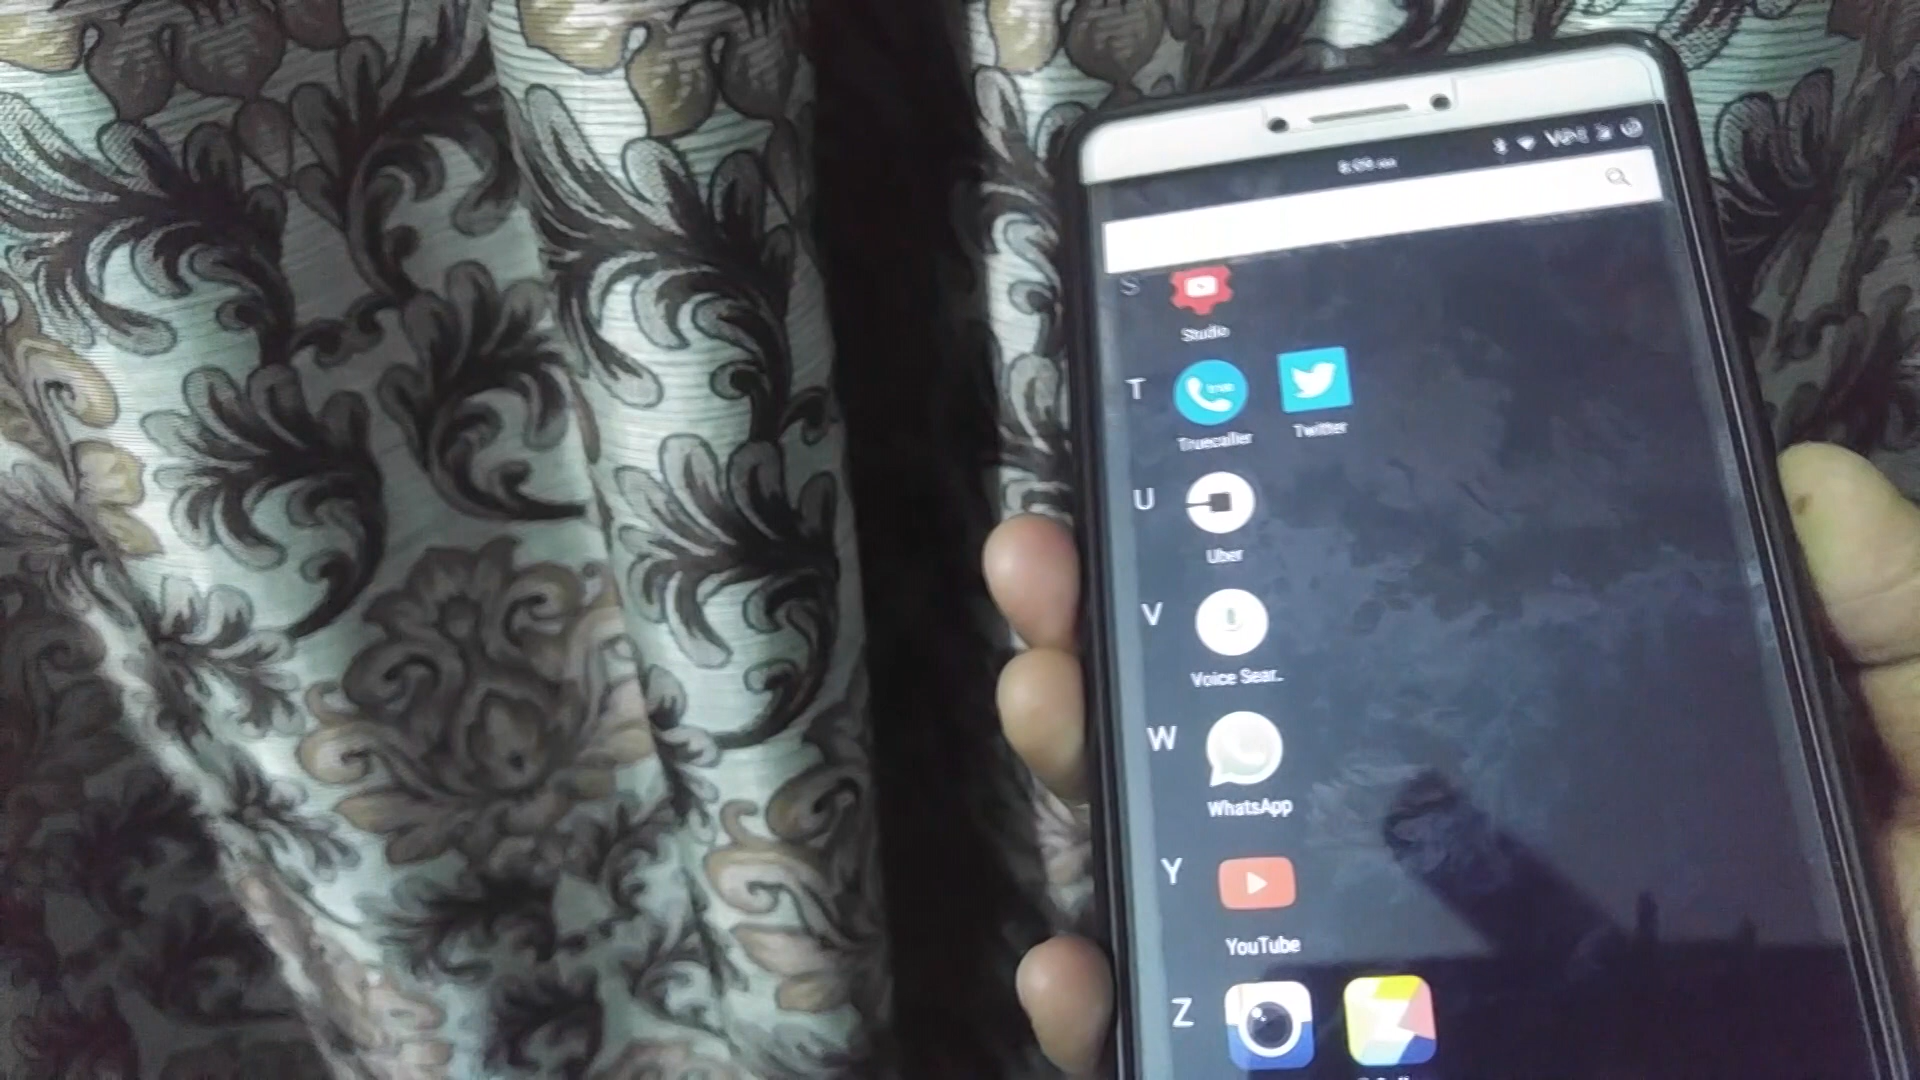 S
Studio
T
Truecaller Twitter
U
Uber
V
Voice Sear..
W
WhatsApp
Y
YouTube
Z